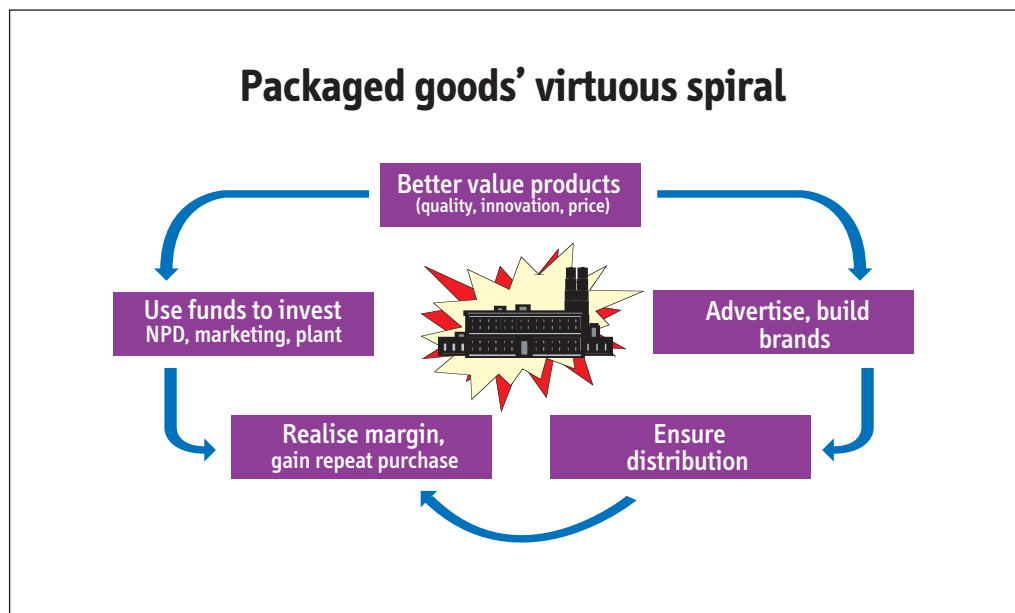 Packaged goods’ virtuous spiral
Better value products
(quality, innovation, price)
Use funds to invest
NPD, marketing, plant
Advertise, build
brands
Realise margin,
gain repeat purchase
Ensure
distribution